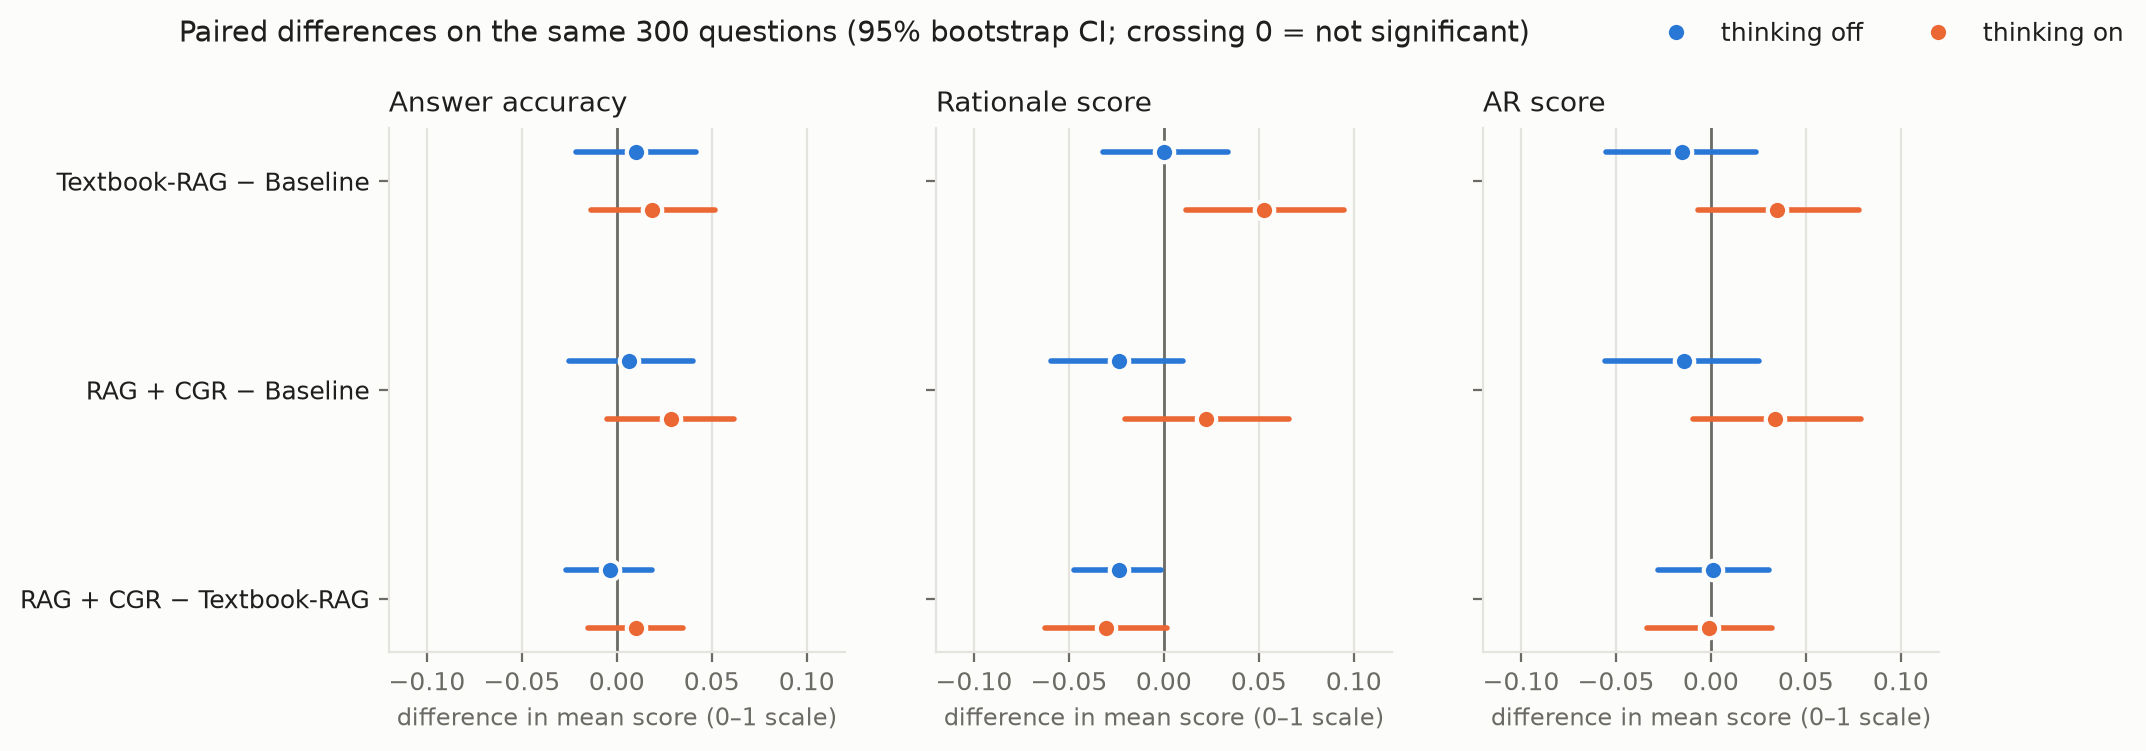 Paired differences on the same 300 questions (95% bootstrap CI; crossing 0 = not significant)
thinking off
thinking on
Answer accuracy
Rationale score
AR score
Textbook-RAG − Baseline
RAG + CGR − Baseline
RAG + CGR − Textbook-RAG
−0.10 −0.05 0.00 0.05 0.10
−0.10 −0.05 0.00 0.05 0.10
−0.10 −0.05 0.00 0.05 0.10
difference in mean score (0–1 scale)
difference in mean score (0–1 scale)
difference in mean score (0–1 scale)